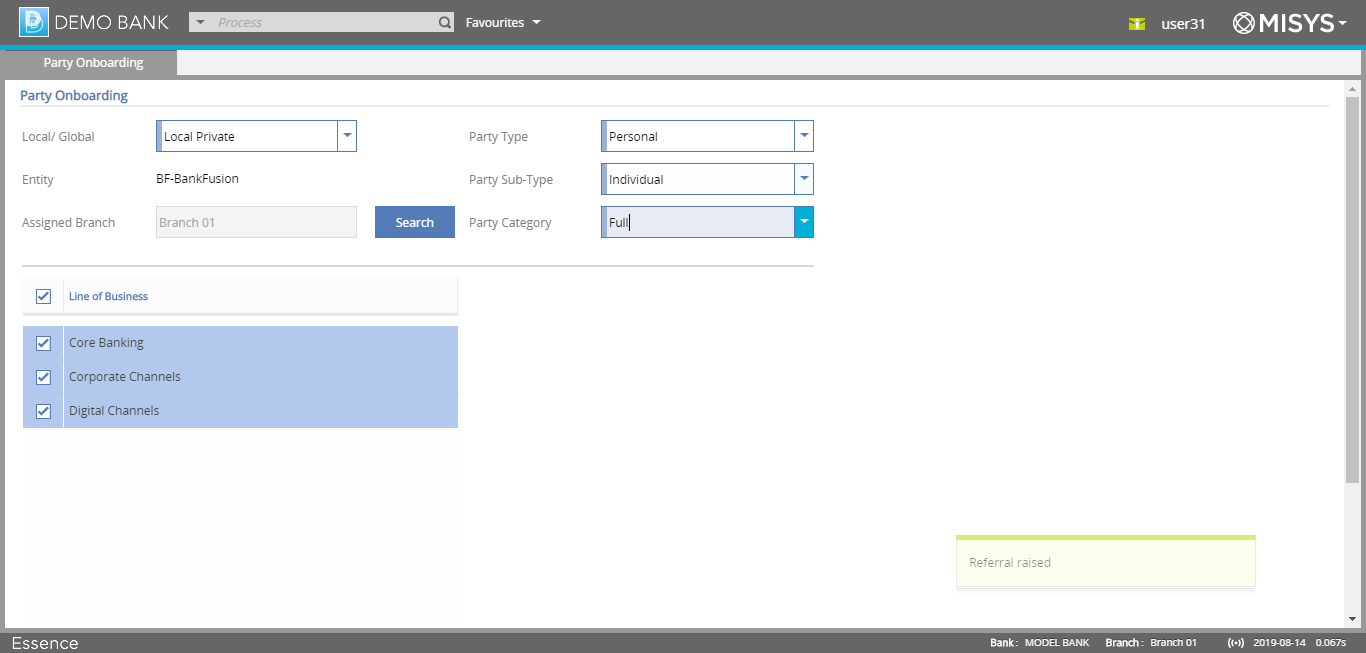 DEMO BANK Process Favourites user31 MISYS
Party Onboarding
Party Onboarding
Local/ Global Local Private Party Type Personal
Entity BF-BankFusion Party Sub-Type Individual
Assigned Branch Branch 01 Search Party Category Full
Line of Business
Core Banking
Corporate Channels
Digital Channels
Referral raised
Essence Bank : MODEL BANK Branch : Branch 01 2019-08-14 0.067s